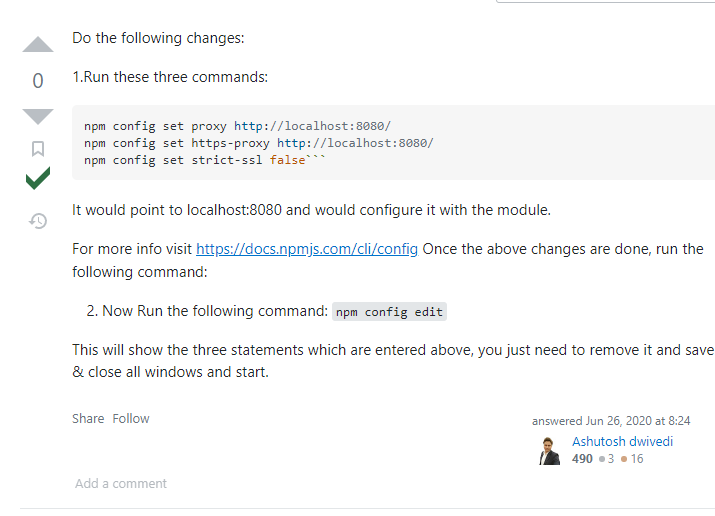 Do the following changes:
0
1.Run these three commands:
npm config set proxy http://localhost:8080/
npm config set https-proxy http://localhost:8080/
npm config set strict-ssl false```
It would point to localhost:8080 and would configure it with the module.
For more info visit https://docs.npmjs.com/cli/config Once the above changes are done, run the
following command:
2. Now Run the following command: npm config edit
This will show the three statements which are entered above, you just need to remove it and save
& close all windows and start.
Share Follow
answered Jun 26, 2020 at 8:24
Ashutosh dwivedi
490 3 16
Add a comment